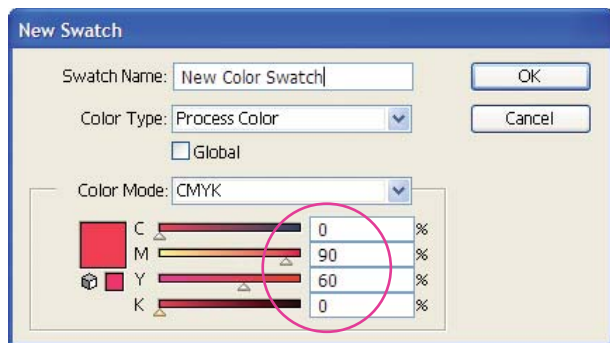 New Swatch
Swatch Name: New Color Swatch OK
Color Type: Process Color Cancel
Global
Color Mode: CMYK
C 0 %
M 90 %
Y 60 %
K 0 %